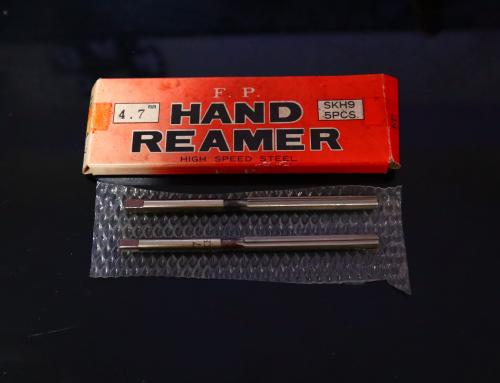 F. P.
4.7mm
HAND
REAMER
SKH9
5PCS.
HIGH SPEED STEEL